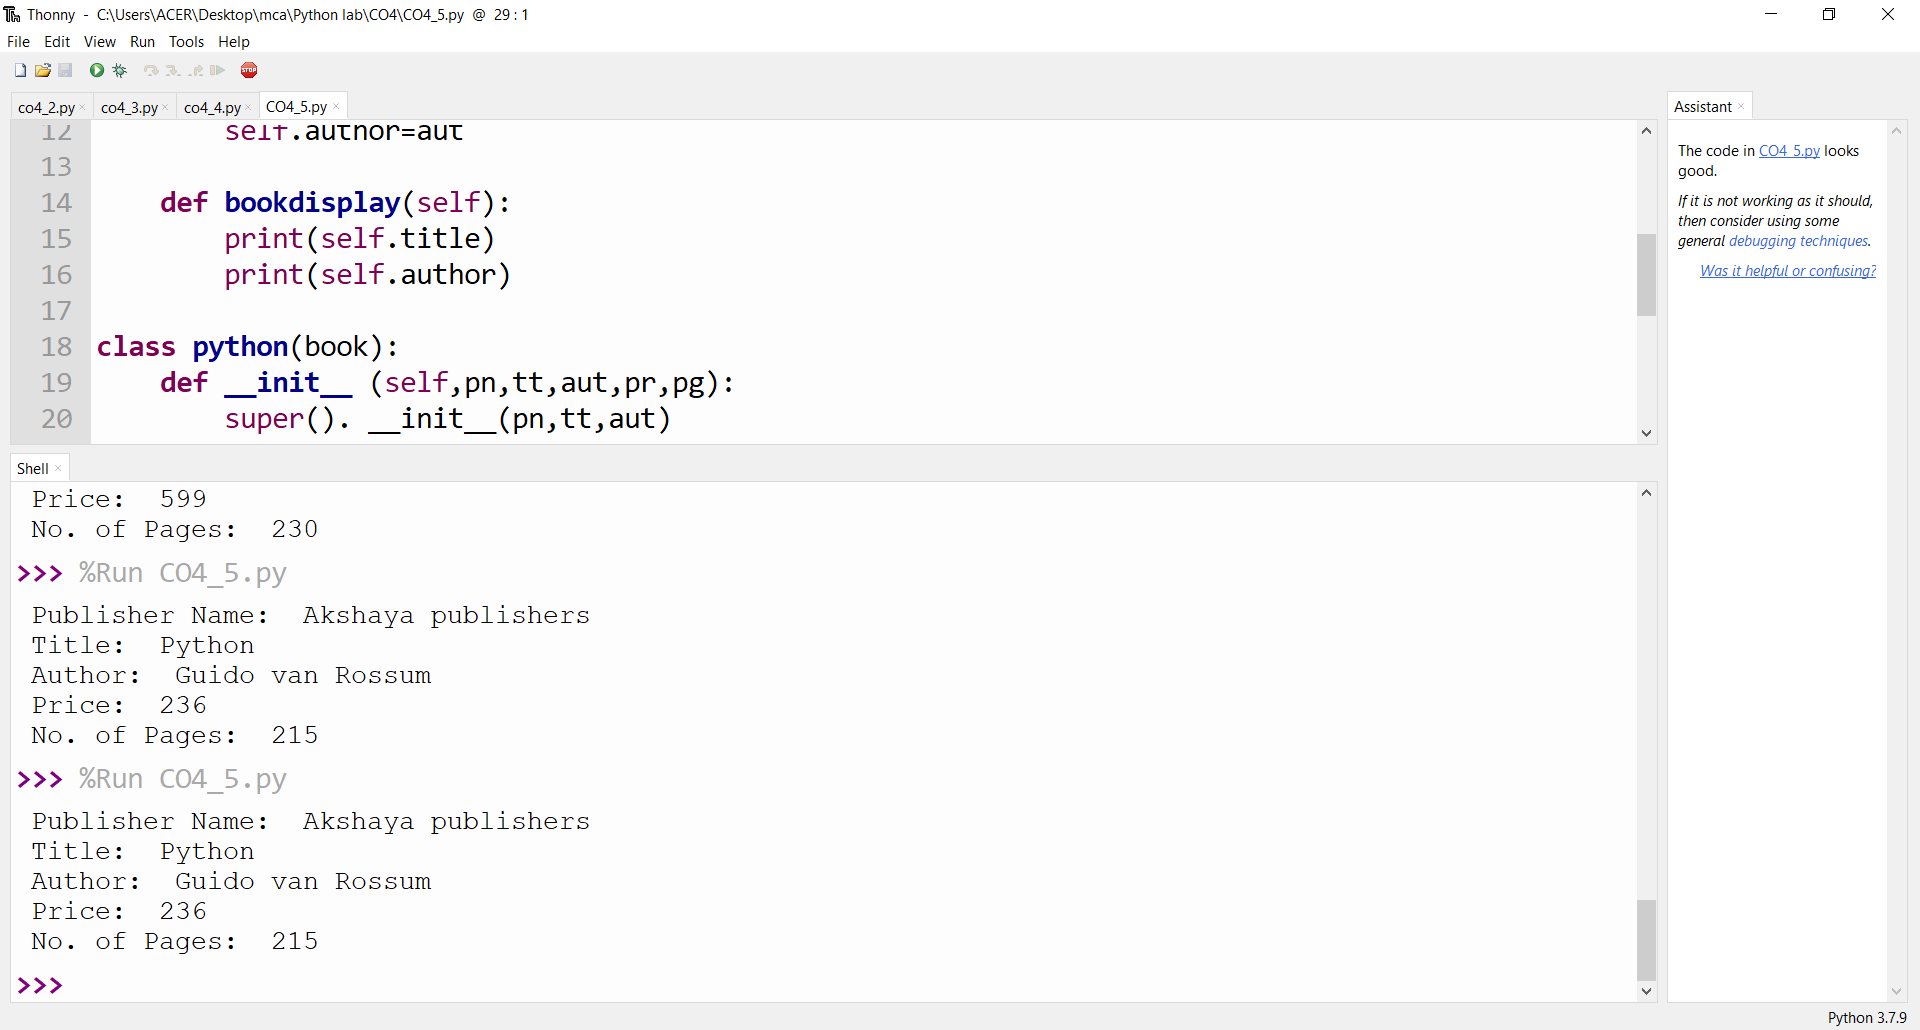 Thonny - C:\Users\ACER\Desktop\mca\Python lab\CO4\CO4_5.py @ 29 : 1
File Edit View Run Tools Help
STOP
co4_2.py × co4_3.py × co4_4.py × CO4_5.py ×
12         self.author=aut
13
14     def bookdisplay(self):
15         print(self.title)
16         print(self.author)
17
18 class python(book):
19     def __init__ (self,pn,tt,aut,pr,pg):
20         super(). __init__(pn,tt,aut)
Shell ×
Price:  599
No. of Pages:  230
>>> %Run CO4_5.py
Publisher Name:  Akshaya publishers
Title:  Python
Author:  Guido van Rossum
Price:  236
No. of Pages:  215
>>> %Run CO4_5.py
Publisher Name:  Akshaya publishers
Title:  Python
Author:  Guido van Rossum
Price:  236
No. of Pages:  215
>>>
Assistant ×
The code in CO4_5.py looks
good.
If it is not working as it should,
then consider using some
general debugging techniques.
Was it helpful or confusing?
Python 3.7.9